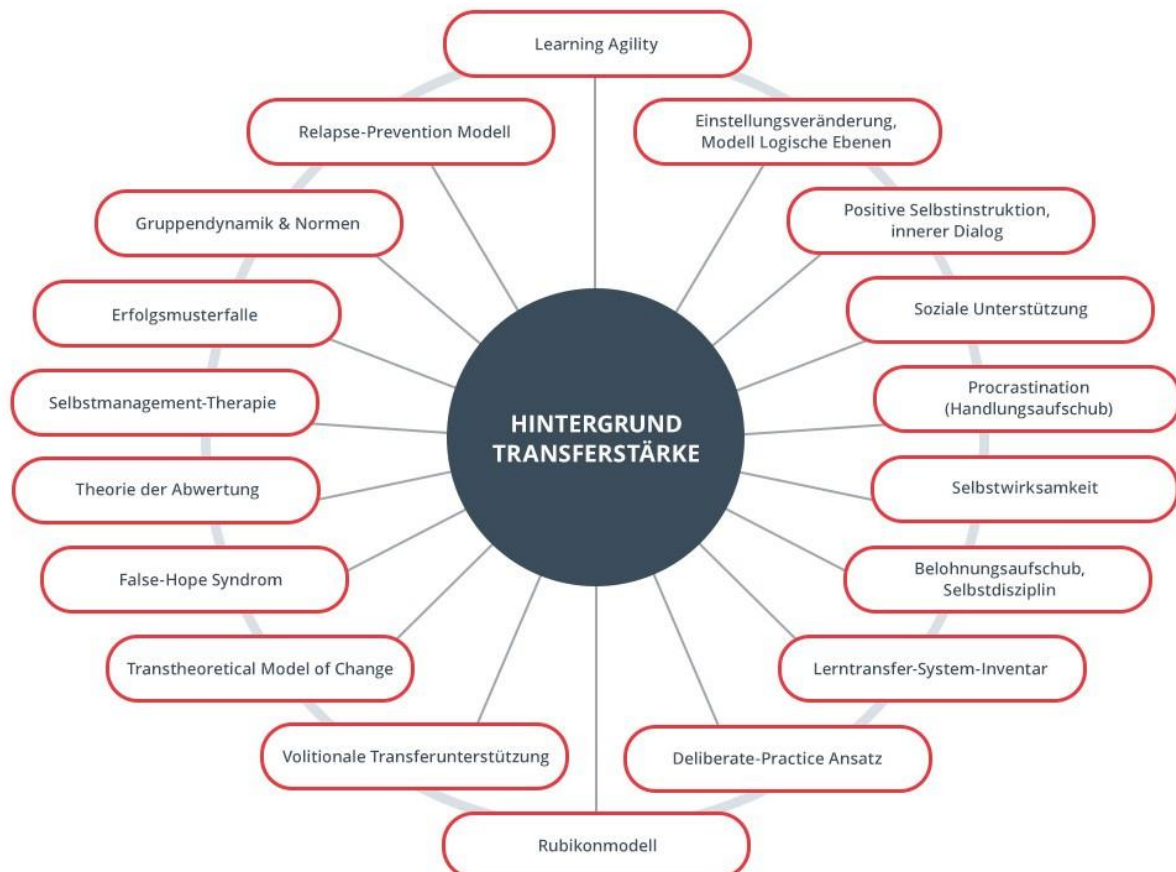 Learning Agility
Relapse-Prevention Modell
Einstellungsveränderung,
Modell Logische Ebenen
Gruppendynamik & Normen
Positive Selbstinstruktion,
innerer Dialog
Erfolgsmusterfalle
Soziale Unterstützung
Selbstmanagement-Therapie
Procrastination
(Handlungsaufschub)
HINTERGRUND
TRANSFERSTÄRKE
Theorie der Abwertung
Selbstwirksamkeit
False-Hope Syndrom
Belohnungsaufschub,
Selbstdisziplin
Transtheoretical Model of Change
Lerntransfer-System-Inventar
Volitionale Transferunterstützung
Deliberate-Practice Ansatz
Rubikonmodell